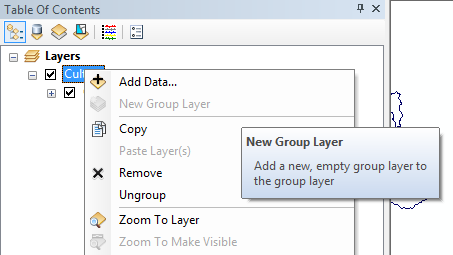 Table Of Contents
Layers
Cult
Add Data...
New Group Layer
Copy
Paste Layer(s)
Remove
Ungroup
Zoom To Layer
Zoom To Make Visible
New Group Layer
Add a new, empty group layer to
the group layer